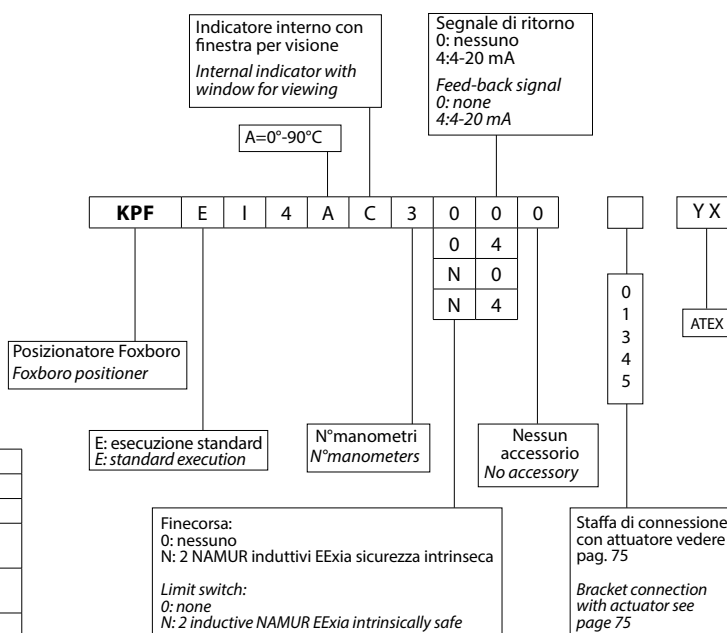 Indicatore interno con
finestra per visione
Internal indicator with
window for viewing
Segnale di ritorno
0: nessuno
4:4-20 mA
Feed-back signal
0: none
4:4-20 mA
A=0°-90°C
KPF E I 4 A C 3 0 0 0 Y X
0 4
N 0
N 4
0
1
3
4
5
ATEX
Posizionatore Foxboro
Foxboro positioner
E: esecuzione standard
E: standard execution
N°manometri
N°manometers
Nessun
accessorio
No accessory
Finecorsa:
0: nessuno
N: 2 NAMUR induttivi EExia sicurezza intrinseca
Limit switch:
0: none
N: 2 inductive NAMUR EExia intrinsically safe
Staffa di connessione
con attuatore vedere
pag. 75
Bracket connection
with actuator see
page 75